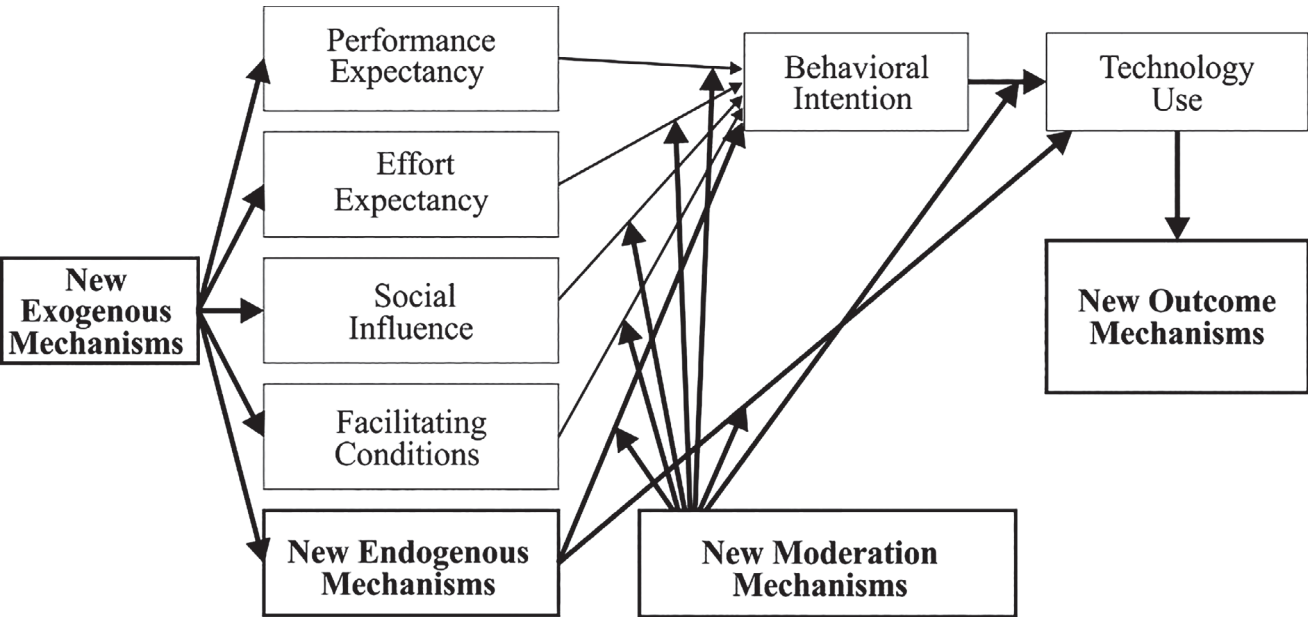 Performance
Expectancy
Effort
Expectancy
Social
Influence
Facilitating
Conditions
New Endogenous
Mechanisms
New
Exogenous
Mechanisms
Behavioral
Intention
Technology
Use
New Outcome
Mechanisms
New Moderation
Mechanisms